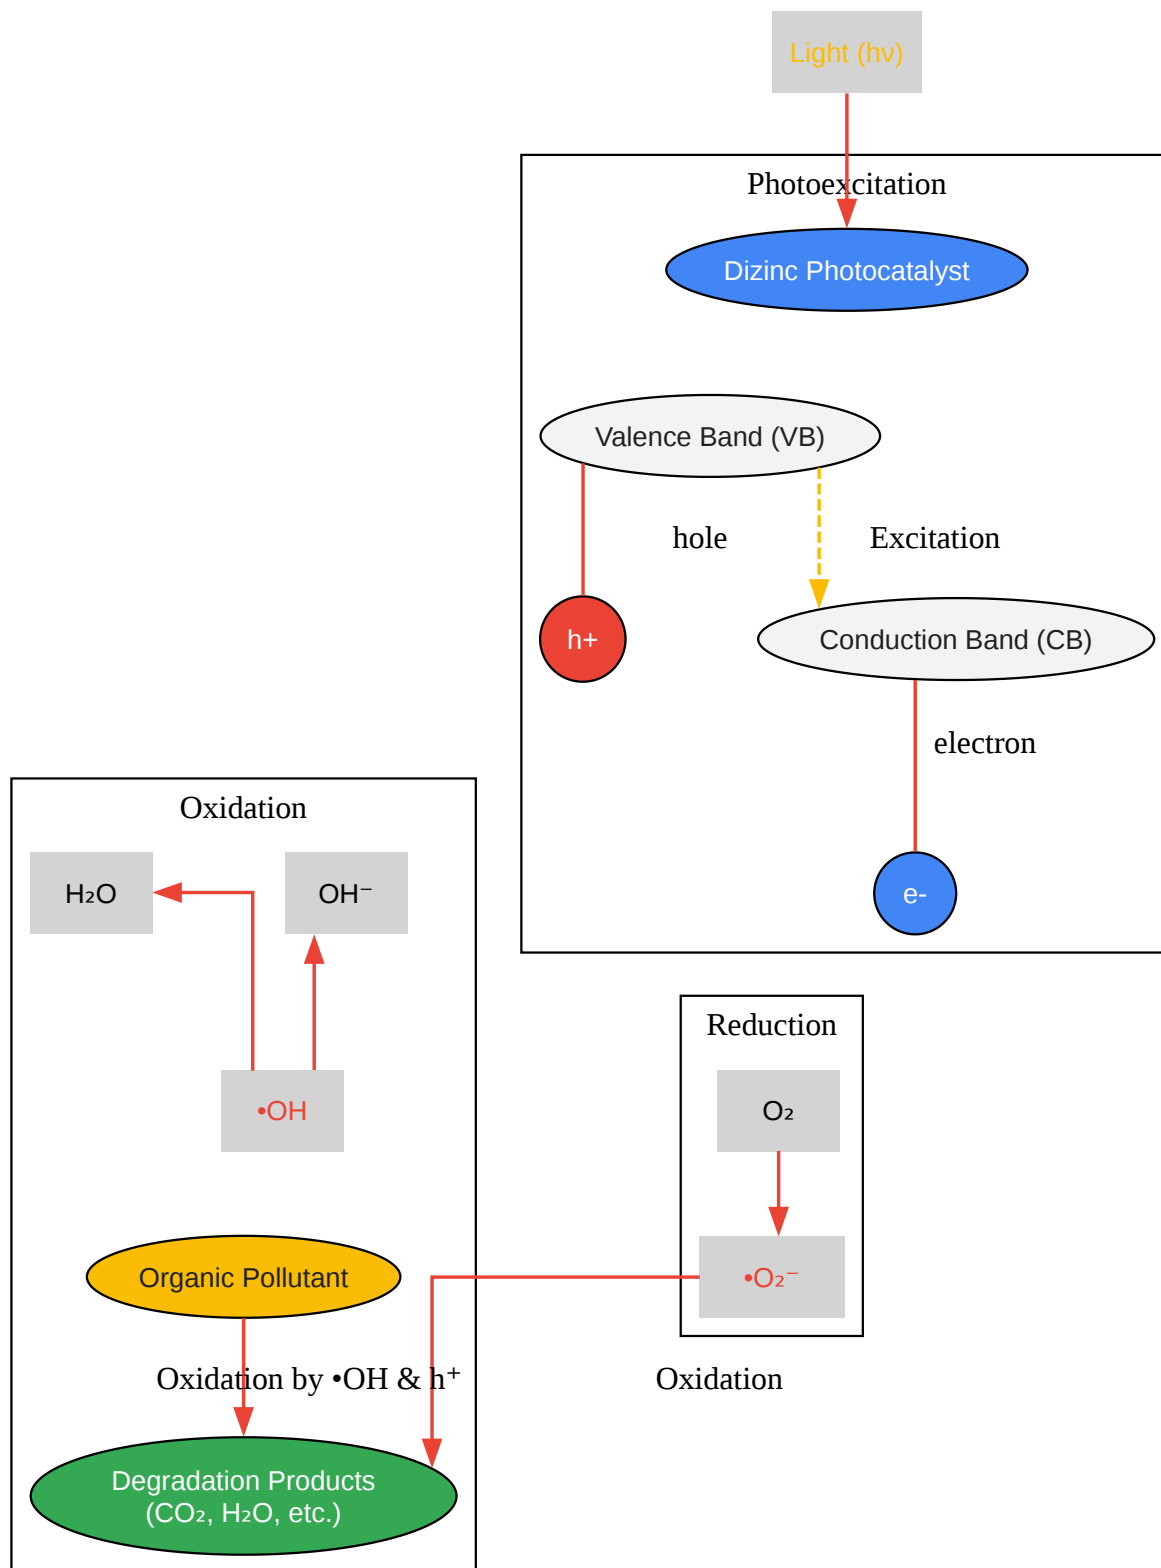 Light (hν)
Photoexcitation
Dizinc Photocatalyst
Valence Band (VB)
hole
Excitation
h+
Conduction Band (CB)
electron
e-
Oxidation
H₂O
OH⁻
•OH
Reduction
O₂
•O₂⁻
Organic Pollutant
Oxidation by •OH & h⁺
Oxidation
Degradation Products
(CO₂, H₂O, etc.)